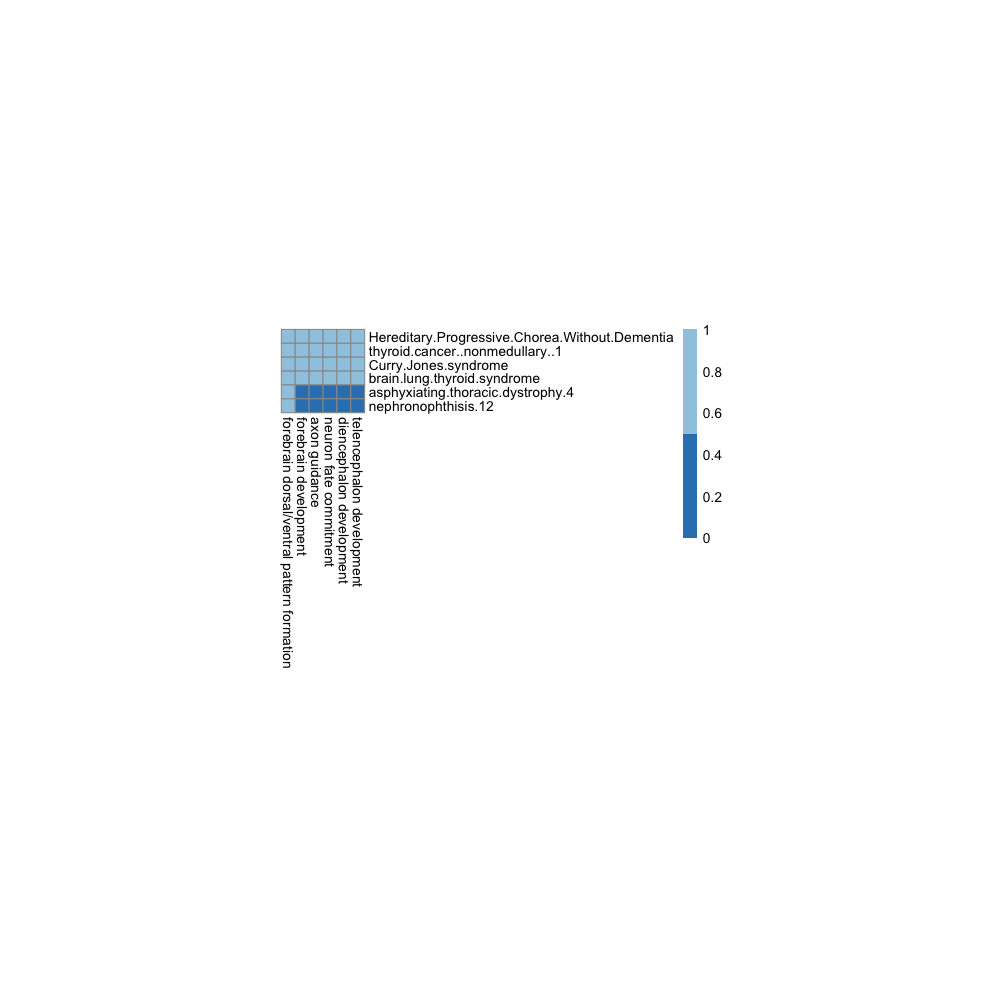 Hereditary.Progressive.Chorea.Without.Dementia
thyroid.cancer..nonmedullary..1
Curry.Jones.syndrome
brain.lung.thyroid.syndrome
asphyxiating.thoracic.dystrophy.4
nephronophthisis.12
forebrain dorsal/ventral pattern formation
forebrain development
axon guidance
neuron fate commitment
diencephalon development
telencephalon development
1
0.8
0.6
0.4
0.2
0